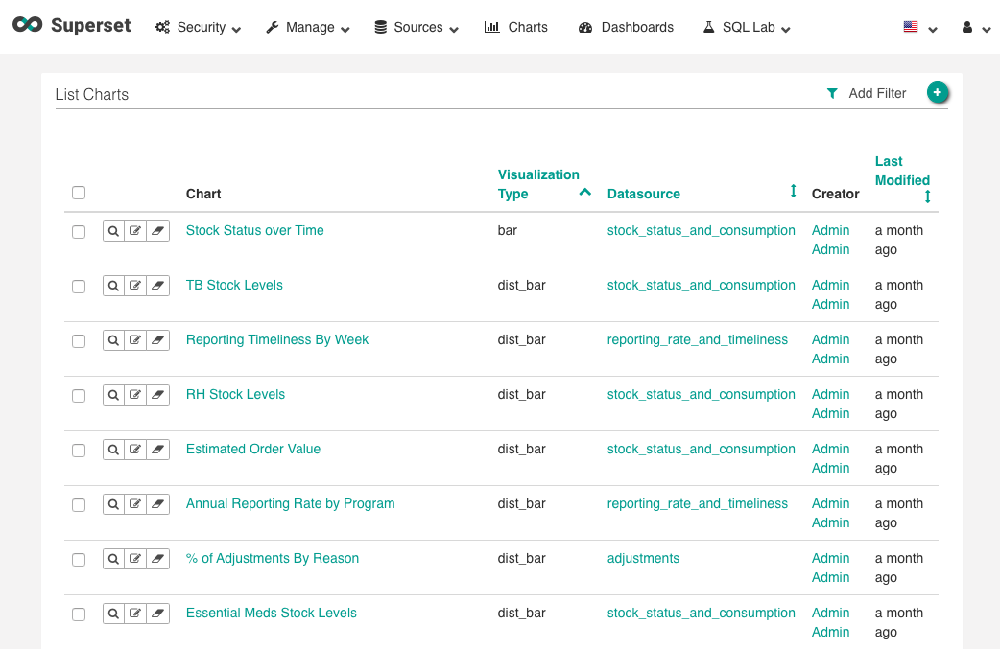 Superset Security Manage Sources Charts Dashboards SQL Lab
List Charts Add Filter
Chart Visualization Type Datasource Creator Last Modified
Stock Status over Time bar stock_status_and_consumption Admin Admin a month ago
TB Stock Levels dist_bar stock_status_and_consumption Admin Admin a month ago
Reporting Timeliness By Week dist_bar reporting_rate_and_timeliness Admin Admin a month ago
RH Stock Levels dist_bar stock_status_and_consumption Admin Admin a month ago
Estimated Order Value dist_bar stock_status_and_consumption Admin Admin a month ago
Annual Reporting Rate by Program dist_bar reporting_rate_and_timeliness Admin Admin a month ago
% of Adjustments By Reason dist_bar adjustments Admin Admin a month ago
Essential Meds Stock Levels dist_bar stock_status_and_consumption Admin Admin a month ago